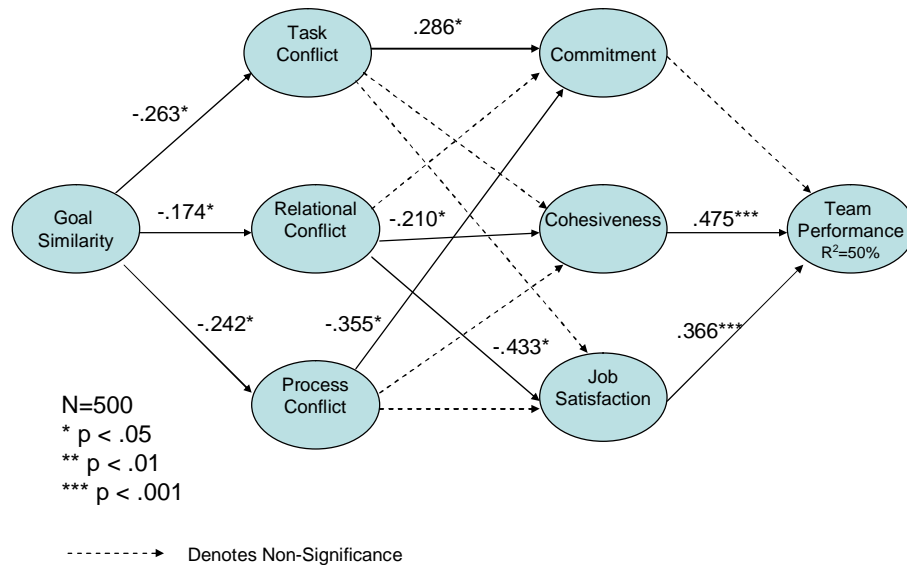 Task
Conflict
.286*
Commitment
-.263*
Goal
Similarity
-.174*
Relational
Conflict
-.210*
Cohesiveness
.475***
Team
Performance
R²=50%
-.242*
-.355*
-.433*
.366***
Process
Conflict
Job
Satisfaction
N=500
* p < .05
** p < .01
*** p < .001
Denotes Non-Significance